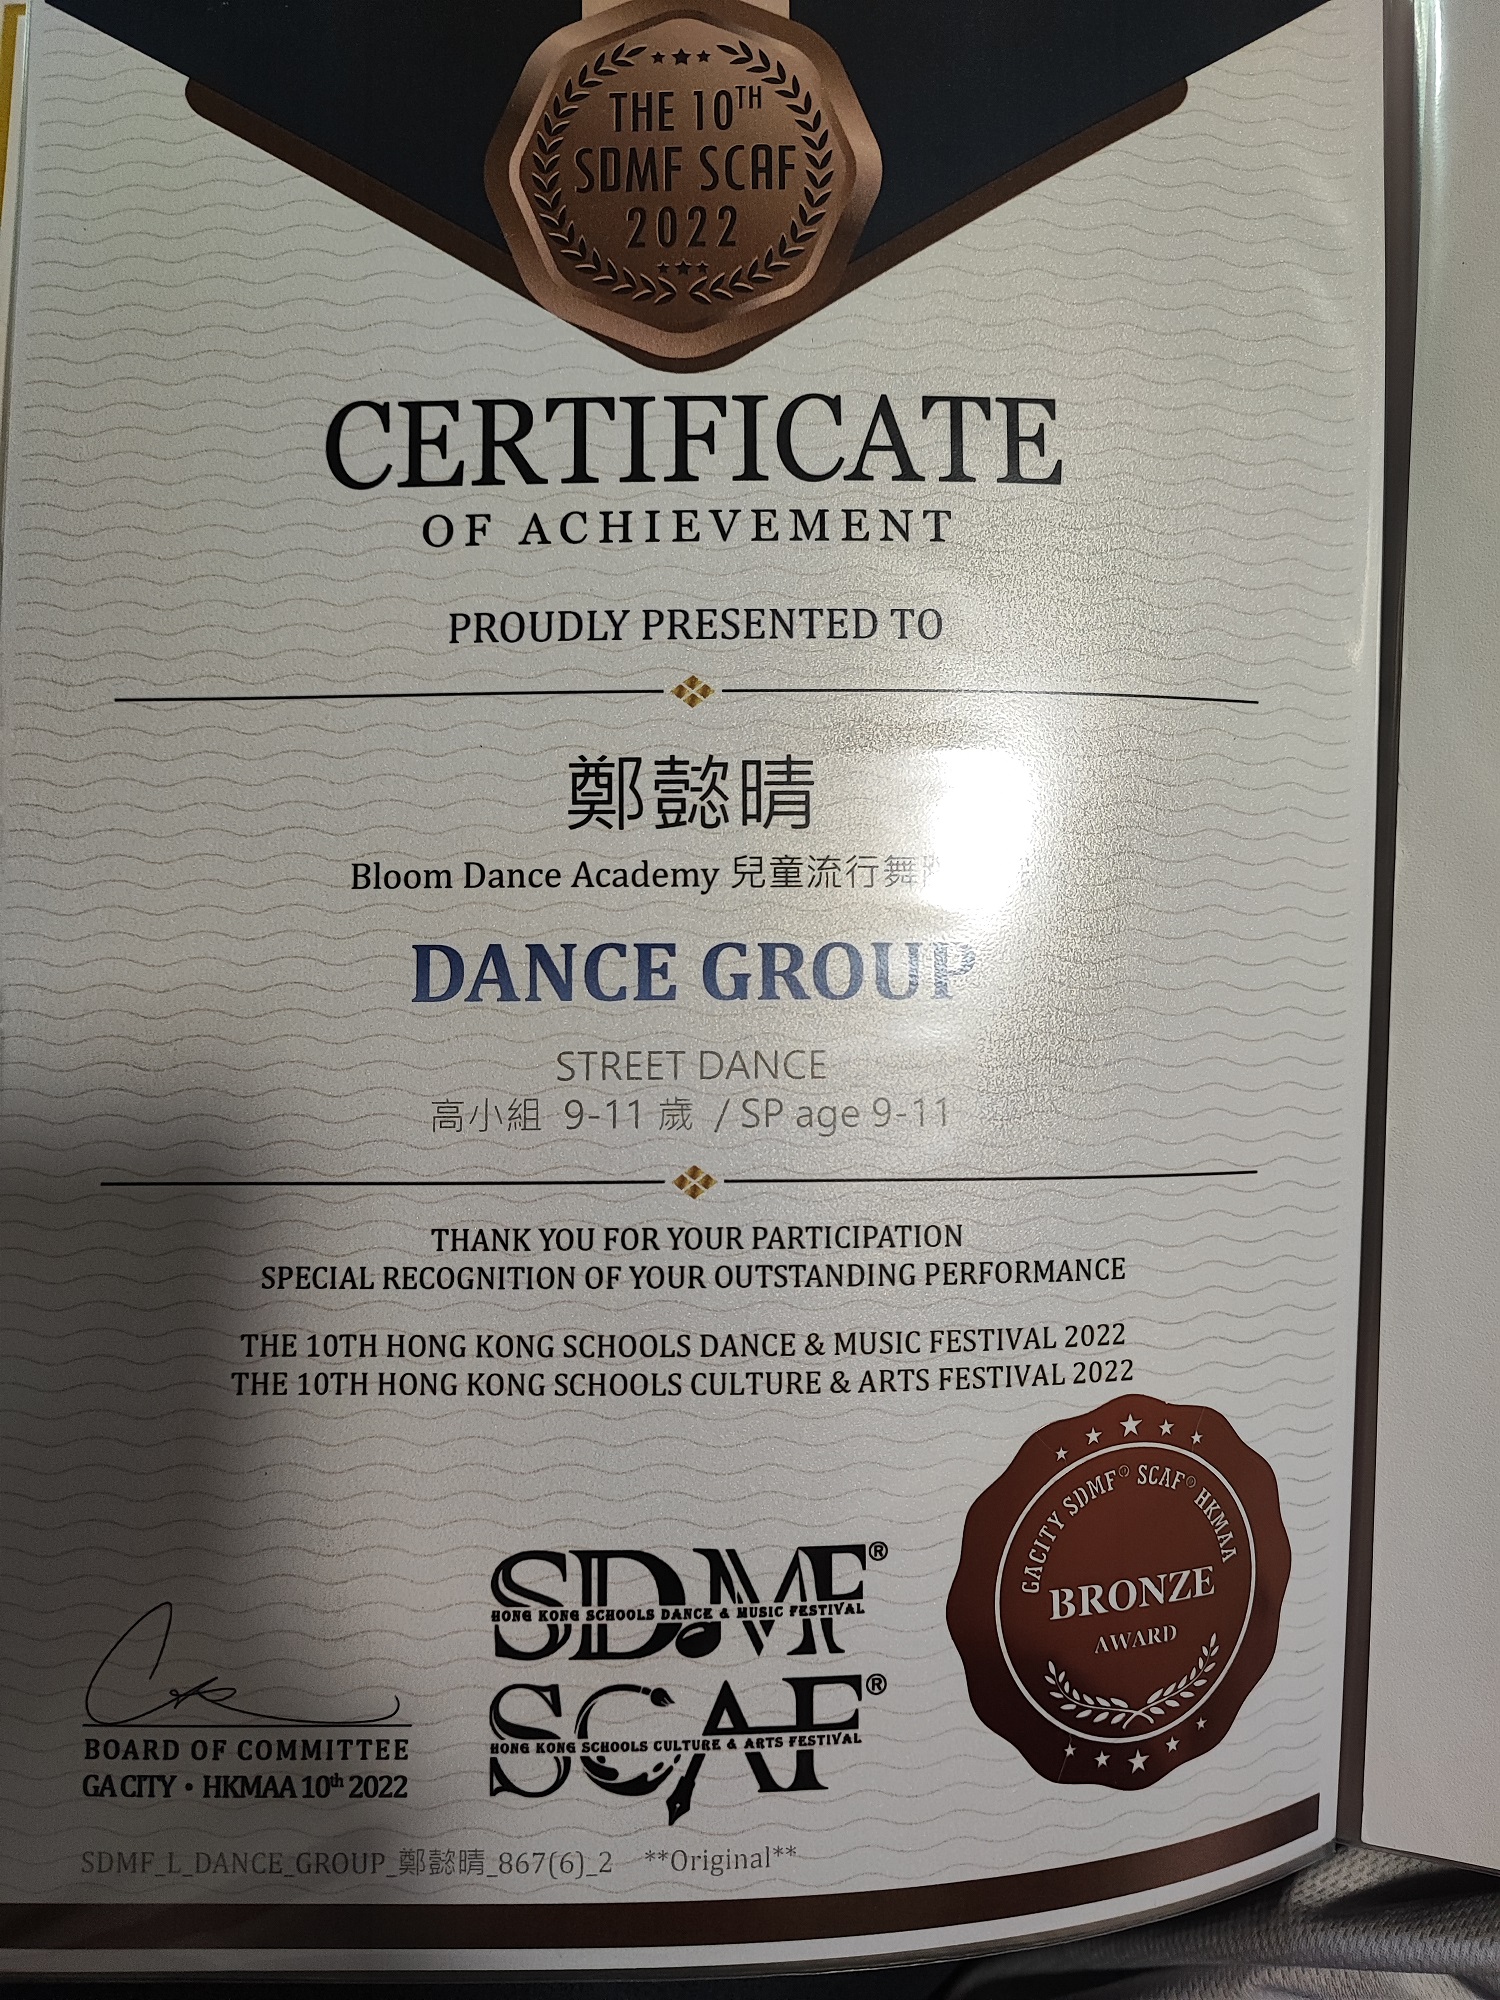 THE 10TH
SDMF SCAF
2022
CERTIFICATE
OF ACHIEVEMENT
PROUDLY PRESENTED TO
鄭懿晴
Bloom Dance Academy 兒童流行舞
DANCE GROUP
STREET DANCE
高小組 9-11 歲 / SP age 9-11
THANK YOU FOR YOUR PARTICIPATION
SPECIAL RECOGNITION OF YOUR OUTSTANDING PERFORMANCE
THE 10TH HONG KONG SCHOOLS DANCE & MUSIC FESTIVAL 2022
THE 10TH HONG KONG SCHOOLS CULTURE & ARTS FESTIVAL 2022
GACITY SDMF® SCAF® HKMAA
BRONZE
AWARD
SDMF®
HONG KONG SCHOOLS DANCE & MUSIC FESTIVAL
SCAF®
HONG KONG SCHOOLS CULTURE & ARTS FESTIVAL
BOARD OF COMMITTEE
GA CITY • HKMAA 10th 2022
SDMF_L_DANCE_GROUP_鄭懿晴_867(6)_2 **Original**